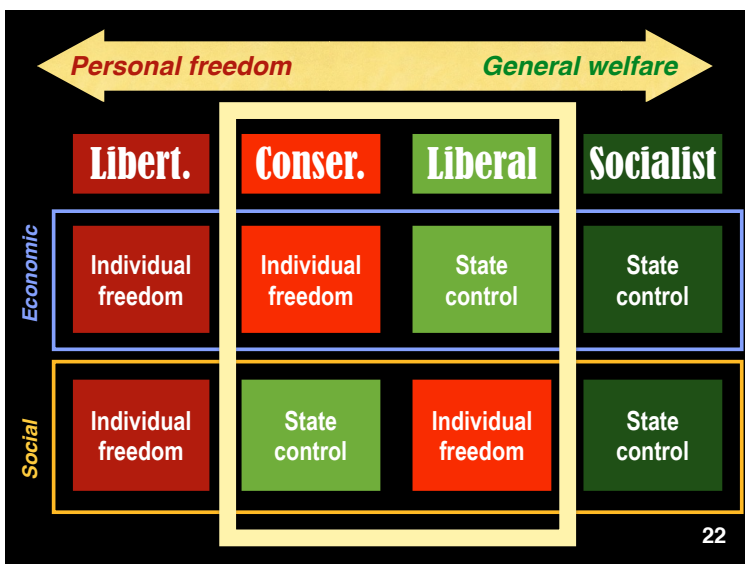 Personal freedom General welfare
Libert. Conser. Liberal Socialist
Economic
Individual freedom
Individual freedom
State control
State control
Social
Individual freedom
State control
Individual freedom
State control
22